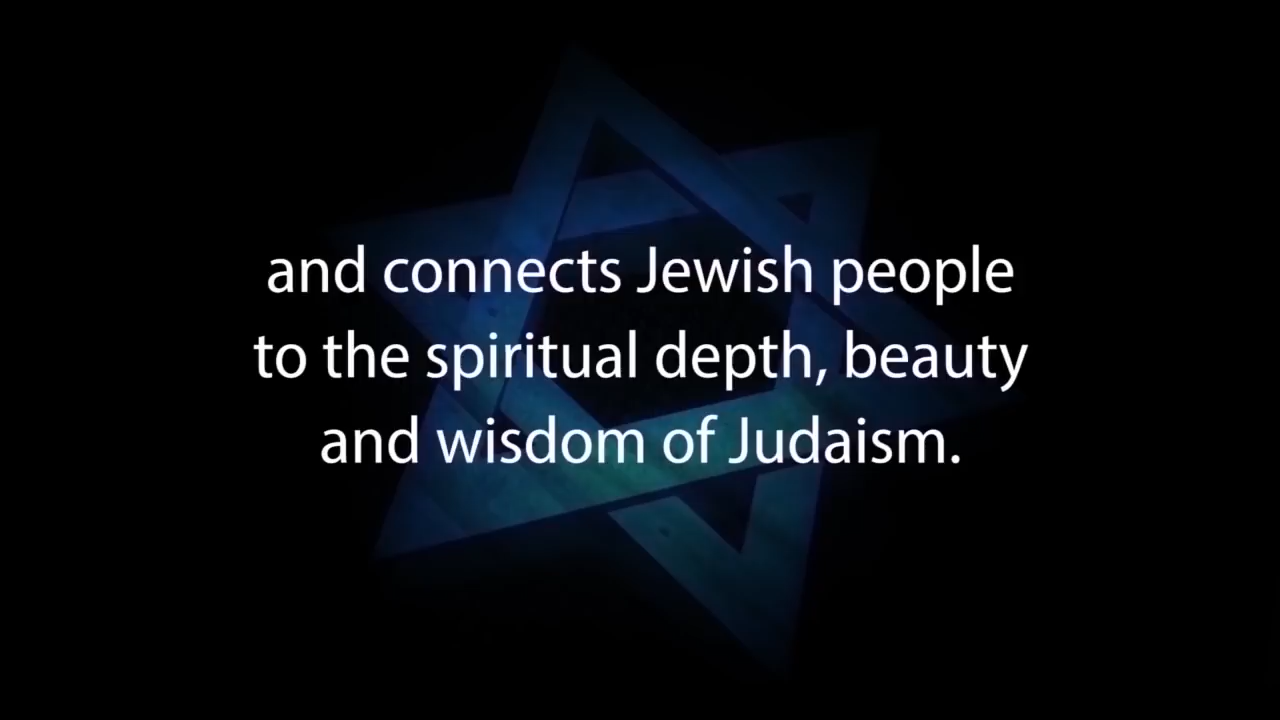 and connects Jewish people
to the spiritual depth, beauty
and wisdom of Judaism.